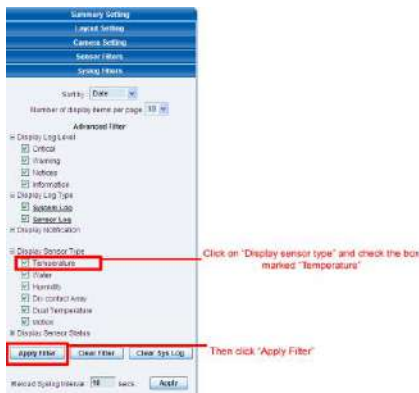 Summary Setting
Layout Setting
Camera Setting
Sensor Filters
Syslog Filters
Sort by Date
Number of display items per page 10
Advanced Filter
Display Log Level
Critical
Warning
Notices
Information
Display Log Type
System Log
Sensor Log
Display Notification
Display Sensor Type
Temperature
Water
Humidity
Dry contact Array
Dual Temperature
Motion
Display Sensor Status
Click on "Display sensor type" and check the box
marked "Temperature"
Apply Filter Clear Filter Clear Sys Log
Then click "Apply Filter"
Syslog Interval 10 secs. Apply